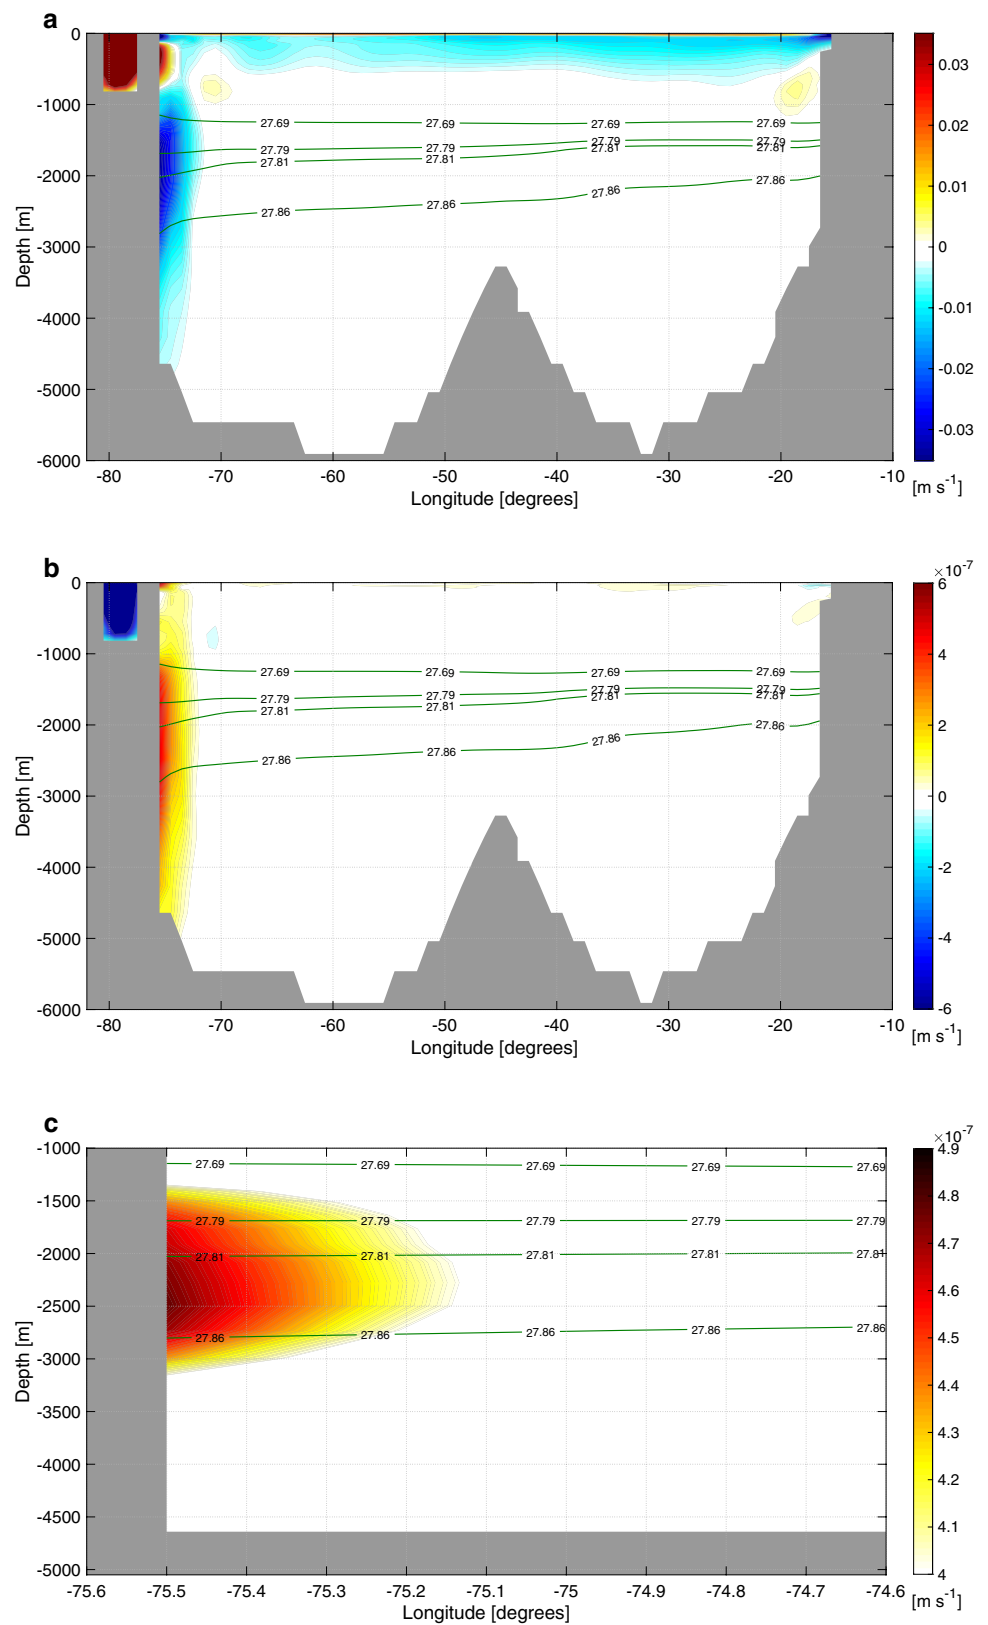 a
0
-1000
-2000
-3000
-4000
-5000
-6000
Depth [m]
27.69 27.69 27.69 27.69
27.79 27.79 27.79 27.79
27.81 27.81 27.81 27.81
27.86 27.86 27.86 27.86
-80 -70 -60 -50 -40 -30 -20 -10
Longitude [degrees]
0.03
0.02
0.01
0
-0.01
-0.02
-0.03
[m s-1]
b
0
-1000
-2000
-3000
-4000
-5000
-6000
Depth [m]
27.69 27.69 27.69 27.69
27.79 27.79 27.79 27.79
27.81 27.81 27.81 27.81
27.86 27.86 27.86 27.86
-80 -70 -60 -50 -40 -30 -20 -10
Longitude [degrees]
×10-7
6
4
2
0
-2
-4
-6
[m s-1]
c
-1000
-1500
-2000
-2500
-3000
-3500
-4000
-4500
-5000
Depth [m]
27.69 27.69 27.69 27.69 27.69
27.79 27.79 27.79 27.79 27.79
27.81 27.81 27.81 27.81 27.81
27.86 27.86 27.86 27.86 27.86
-75.6 -75.5 -75.4 -75.3 -75.2 -75.1 -75 -74.9 -74.8 -74.7 -74.6
Longitude [degrees]
×10-7
4.9
4.8
4.7
4.6
4.5
4.4
4.3
4.2
4.1
4
[m s-1]